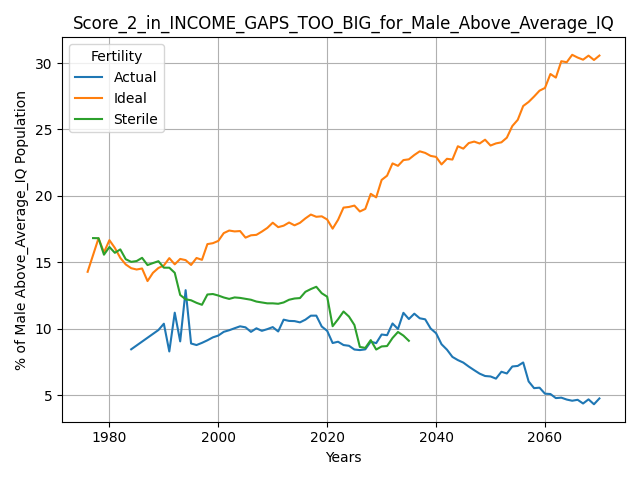 Score_2_in_INCOME_GAPS_TOO_BIG_for_Male_Above_Average_IQ
Fertility
Actual
Ideal
Sterile
% of Male Above_Average_IQ Population
30
25
20
15
10
5
1980
2000
2020
2040
2060
Years